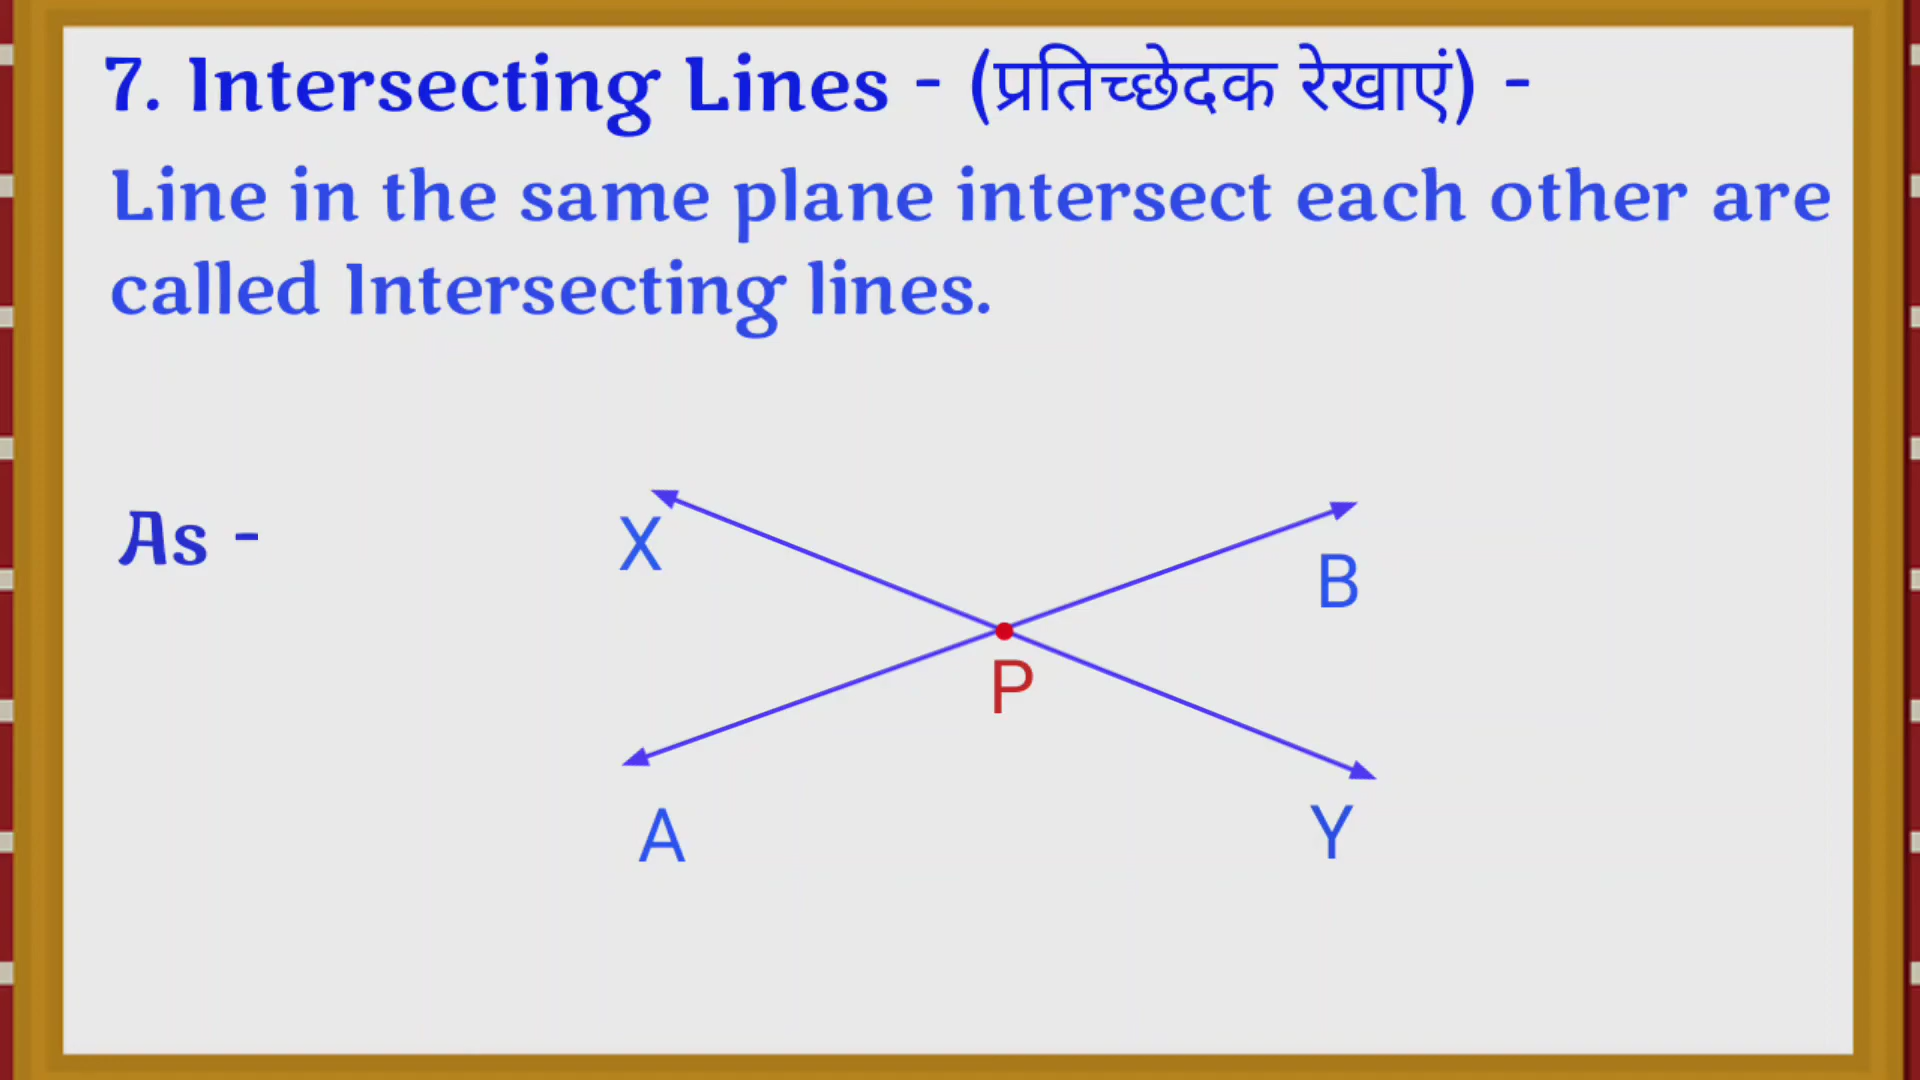 7. Intersecting Lines - (प्रतिच्छेदक रेखाएं) -
Line in the same plane intersect each other are
called Intersecting lines.
As -
X
B
P
A
Y